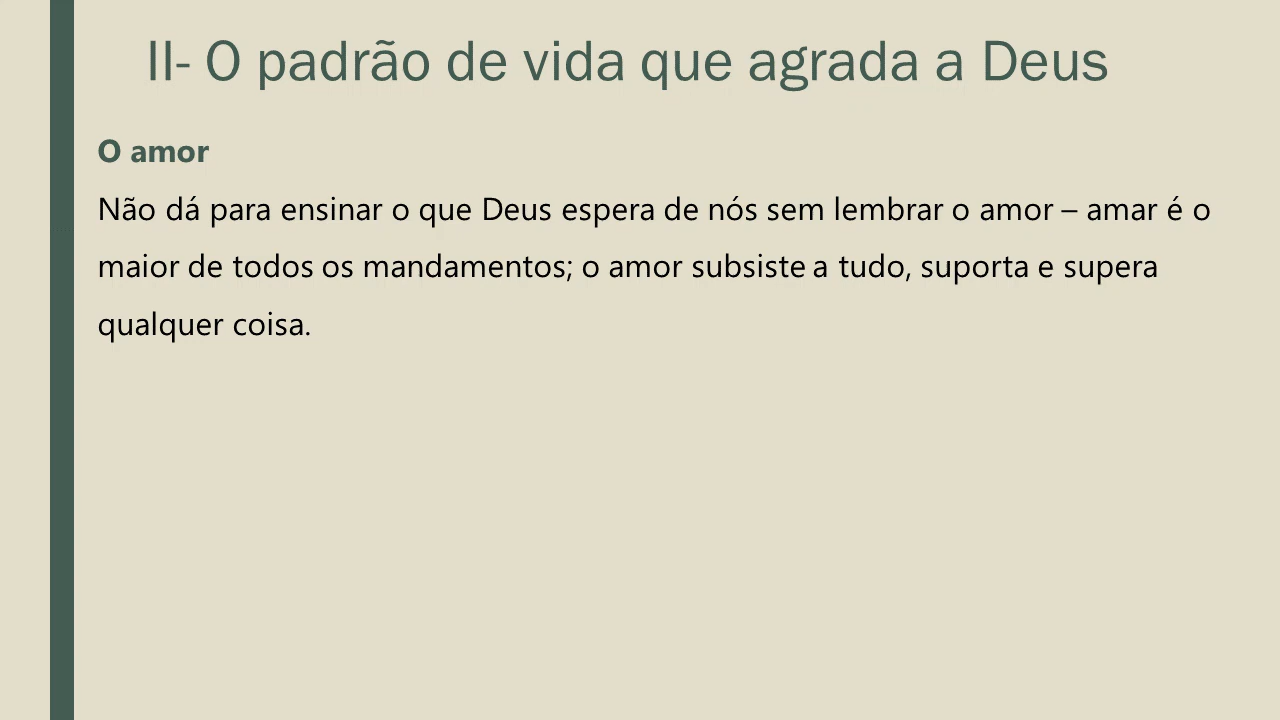 II- O padrão de vida que agrada a Deus
O amor
Não dá para ensinar o que Deus espera de nós sem lembrar o amor – amar é o
maior de todos os mandamentos; o amor subsiste a tudo, suporta e supera
qualquer coisa.